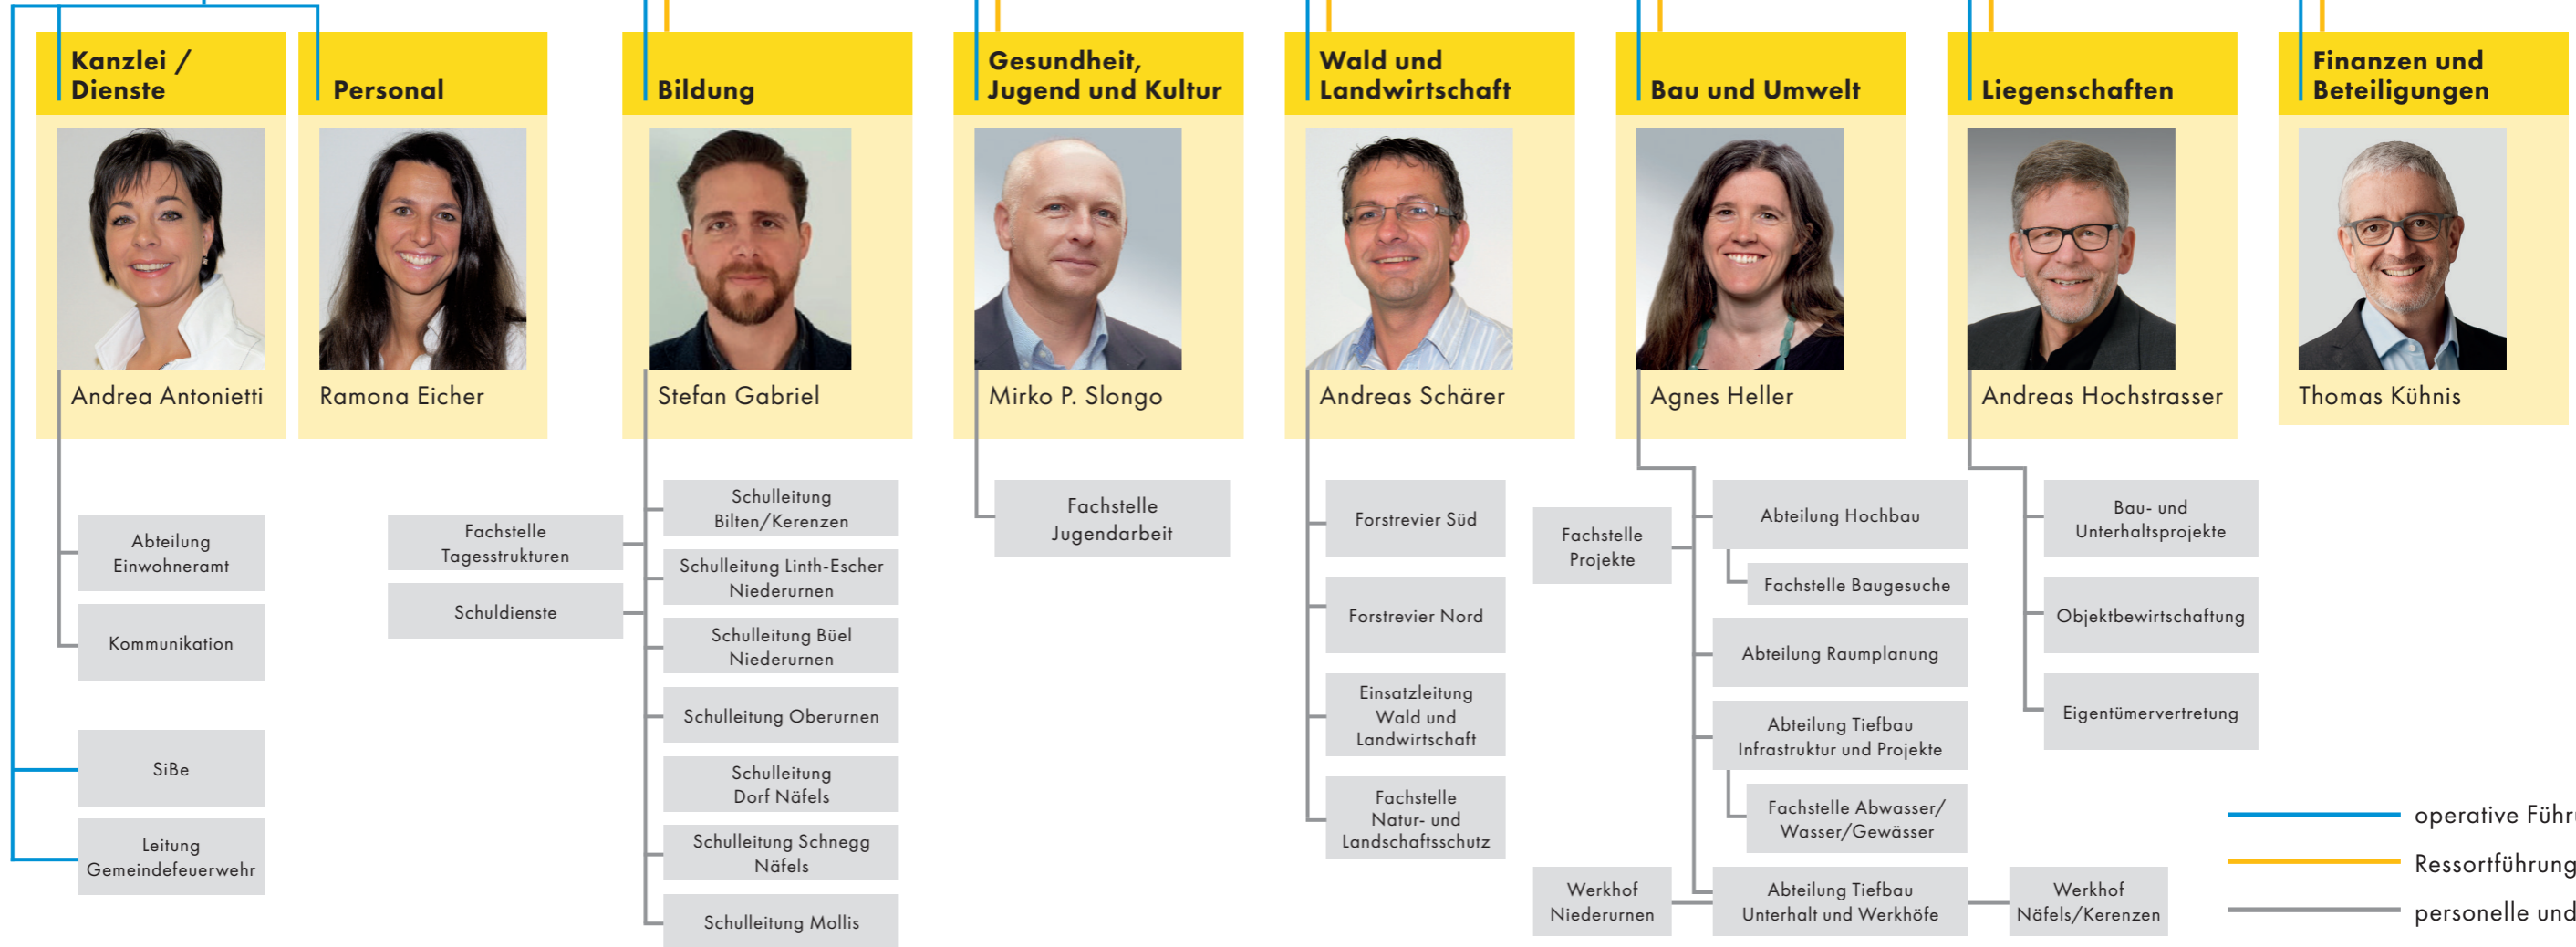 Kanzlei /
Dienste
Personal
Bildung
Gesundheit,
Jugend und Kultur
Wald und
Landwirtschaft
Bau und Umwelt
Liegenschaften
Finanzen und
Beteiligungen
Andrea Antonietti
Ramona Eicher
Stefan Gabriel
Mirko P. Slongo
Andreas Schärer
Agnes Heller
Andreas Hochstrasser
Thomas Kühnis
Abteilung
Einwohneramt
Kommunikation
SiBe
Leitung
Gemeindefeuerwehr
Fachstelle
Tagesstrukturen
Schuldienste
Schulleitung
Bilten/Kerenzen
Schulleitung Linth-Escher
Niederurnen
Schulleitung Büel
Niederurnen
Schulleitung Oberurnen
Schulleitung
Dorf Näfels
Schulleitung Schnegg
Näfels
Schulleitung Mollis
Fachstelle
Jugendarbeit
Forstrevier Süd
Forstrevier Nord
Einsatzleitung
Wald und
Landwirtschaft
Fachstelle
Natur- und
Landschaftsschutz
Fachstelle
Projekte
Abteilung Hochbau
Fachstelle Baugesuche
Abteilung Raumplanung
Abteilung Tiefbau
Infrastruktur und Projekte
Fachstelle Abwasser/
Wasser/Gewässer
Werkhof
Niederurnen
Abteilung Tiefbau
Unterhalt und Werkhöfe
Werkhof
Näfels/Kerenzen
Bau- und
Unterhaltsprojekte
Objektbewirtschaftung
Eigentümervertretung
operative Führ
Ressortführung
personelle und